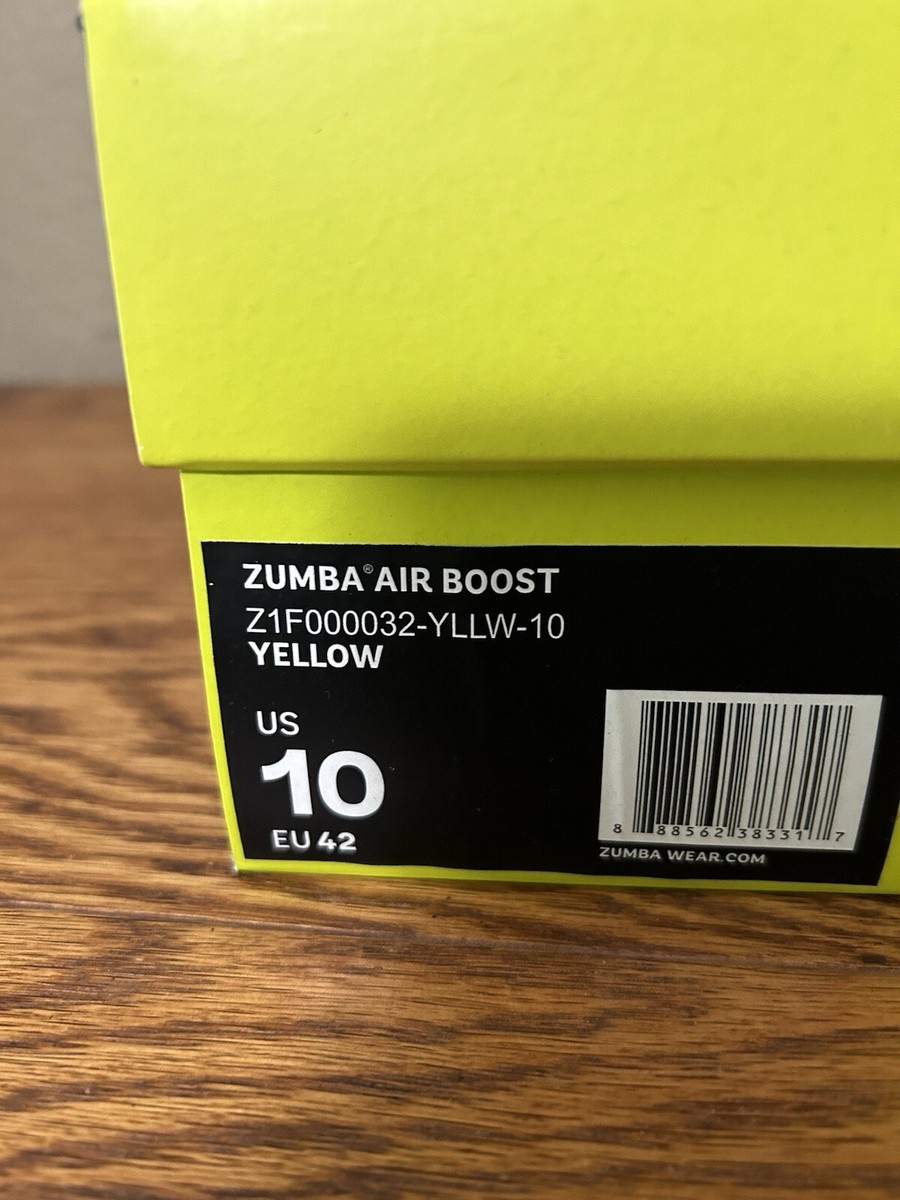 ZUMBA® AIR BOOST
Z1F000032-YLLW-10
YELLOW
US
10
EU 42
8 88562 38331 7
ZUMBA WEAR.COM